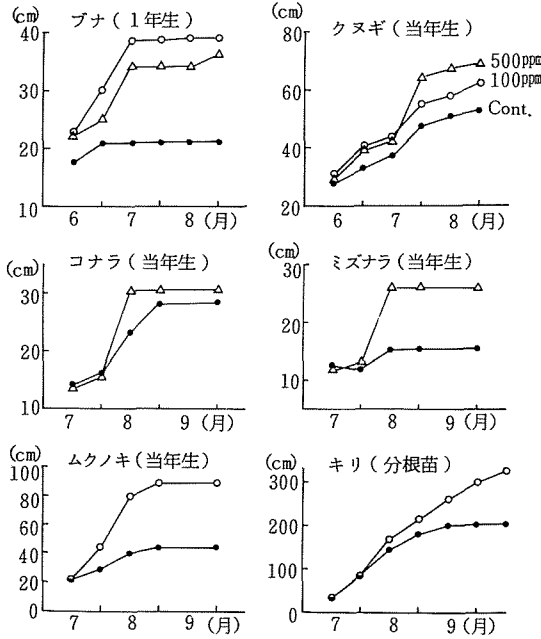 (cm) ブナ(1年生)
40
30
20
10
6 7 8 (月)
(cm) クヌギ(当年生)
80
60
40
20
500ppm
100ppm
Cont.
6 7 8 (月)
(cm) コナラ(当年生)
30
20
10
7 8 9 (月)
(cm) ミズナラ(当年生)
30
20
10
7 8 9 (月)
(cm) ムクノキ(当年生)
100
80
60
40
20
0
7 8 9 (月)
(cm) キリ(分根苗)
300
200
100
0
7 8 9 (月)